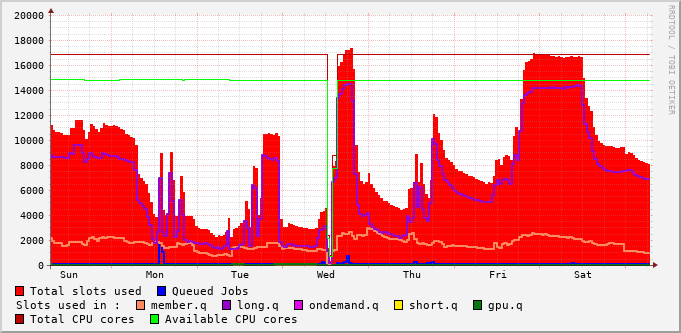 20000
18000
16000
14000
12000
10000
8000
6000
4000
2000
0
Sun Mon Tue Wed Thu Fri Sat
RRDTOOL / TOBI OETIKER
Total slots used Queued Jobs
Slots used in : member.q long.q ondemand.q short.q gpu.q
Total CPU cores Available CPU cores